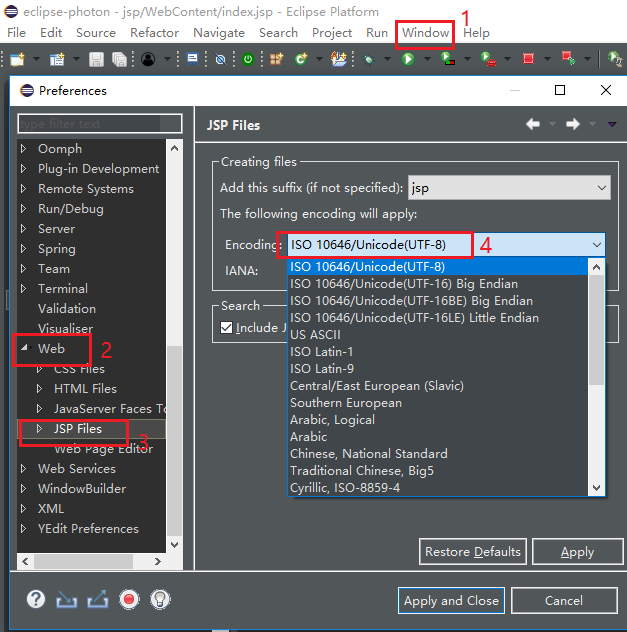 eclipse-photon - jsp/WebContent/index.jsp - Eclipse Platform
1
File Edit Source Refactor Navigate Search Project Run Window Help
Preferences
type filter text
JSP Files
Oomph
Plug-in Development
Remote Systems
Run/Debug
Server
Spring
Team
Terminal
Validation
Visualiser
Web
2
CSS Files
HTML Files
JavaServer Faces To
JSP Files
3
Web Page Editor
Web Services
WindowBuilder
XML
YEdit Preferences
Creating files
Add this suffix (if not specified): jsp
The following encoding will apply:
Encoding: ISO 10646/Unicode(UTF-8)
4
IANA:
ISO 10646/Unicode(UTF-8)
ISO 10646/Unicode(UTF-16) Big Endian
ISO 10646/Unicode(UTF-16BE) Big Endian
ISO 10646/Unicode(UTF-16LE) Little Endian
US ASCII
ISO Latin-1
ISO Latin-9
Central/East European (Slavic)
Southern European
Arabic, Logical
Arabic
Chinese, National Standard
Traditional Chinese, Big5
Cyrillic, ISO-8859-4
Search
Include J
Restore Defaults
Apply
?
Apply and Close
Cancel